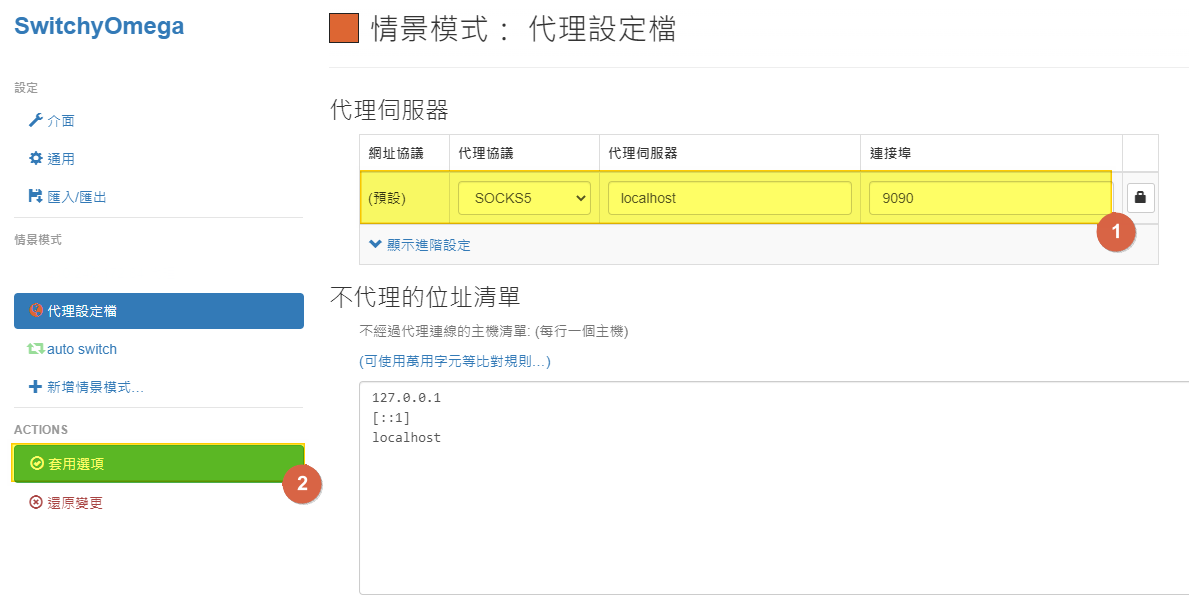 SwitchyOmega
設定
介面
通用
匯入/匯出
情景模式
代理設定檔
auto switch
新增情景模式…
ACTIONS
套用選項
2
還原變更
情景模式： 代理設定檔
代理伺服器
網址協議 代理協議 代理伺服器 連接埠
(預設) SOCKS5 localhost 9090
1
顯示進階設定
不代理的位址清單
不經過代理連線的主機清單: (每行一個主機)
(可使用萬用字元等比對規則…)
127.0.0.1
[::1]
localhost